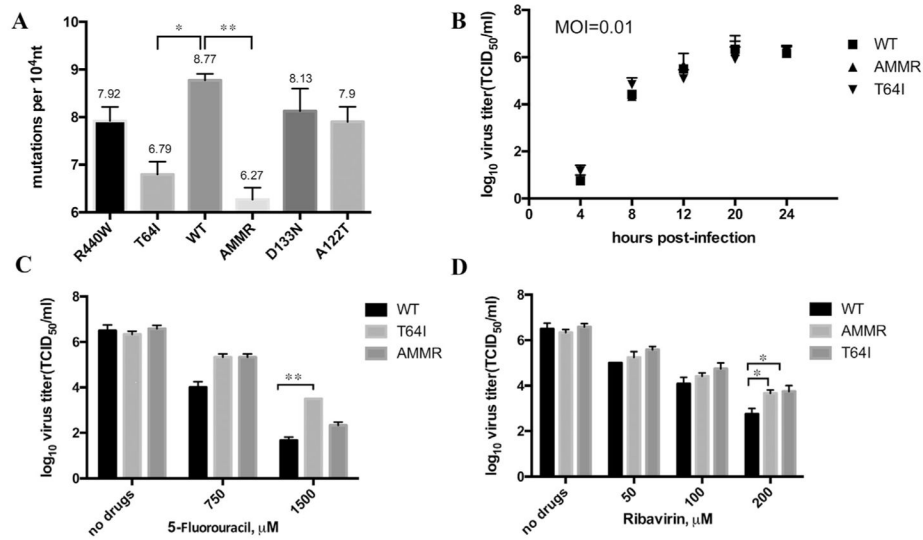 A
mutations per 10⁴nt
10
9
8
7
6
7.92
6.79
8.77
6.27
8.13
7.9
*
**
R440W
T64I
WT
AMMR
D133N
A122T
B
MOI=0.01
log₁₀ virus titer(TCID₅₀/ml)
8
6
4
2
0
0
4
8
12
20
24
hours post-infection
WT
AMMR
T64I
C
log₁₀ virus titer(TCID₅₀/ml)
8
6
4
2
0
**
no drugs
750
1500
5-Fluorouracil, μM
WT
T64I
AMMR
D
log₁₀ virus titer(TCID₅₀/ml)
8
6
4
2
0
*
*
no drugs
50
100
200
Ribavirin, μM
WT
AMMR
T64I